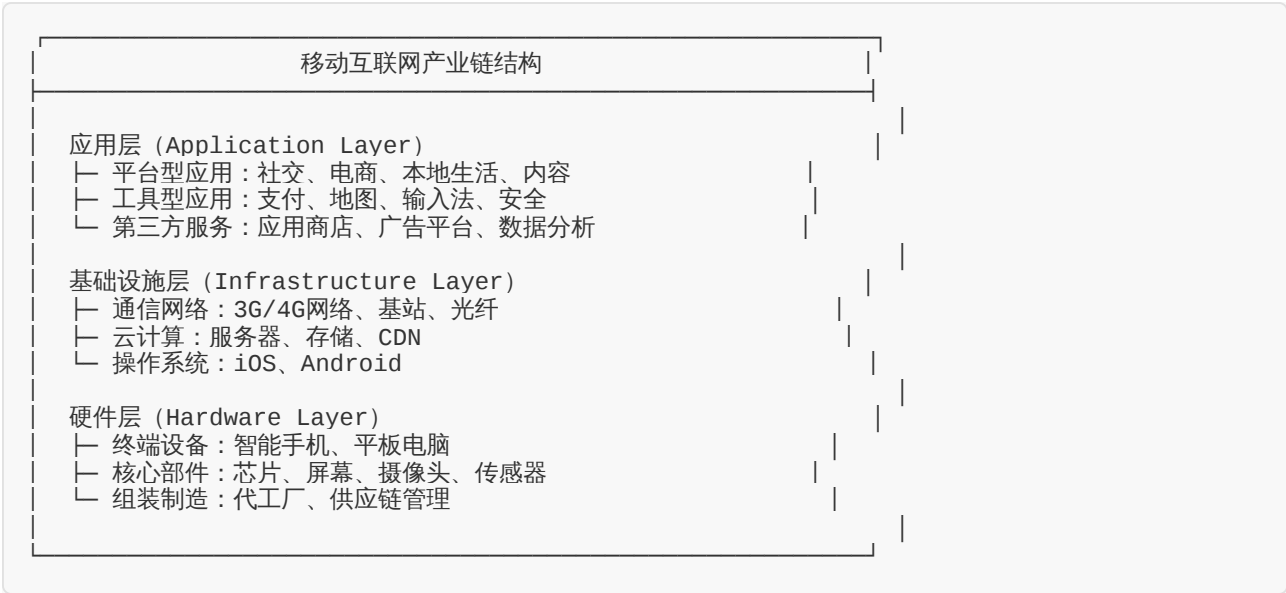 移动互联网产业链结构
应用层（Application Layer）
├─ 平台型应用：社交、电商、本地生活、内容
├─ 工具型应用：支付、地图、输入法、安全
└─ 第三方服务：应用商店、广告平台、数据分析
基础设施层（Infrastructure Layer）
├─ 通信网络：3G/4G网络、基站、光纤
├─ 云计算：服务器、存储、CDN
└─ 操作系统：iOS、Android
硬件层（Hardware Layer）
├─ 终端设备：智能手机、平板电脑
├─ 核心部件：芯片、屏幕、摄像头、传感器
└─ 组装制造：代工厂、供应链管理